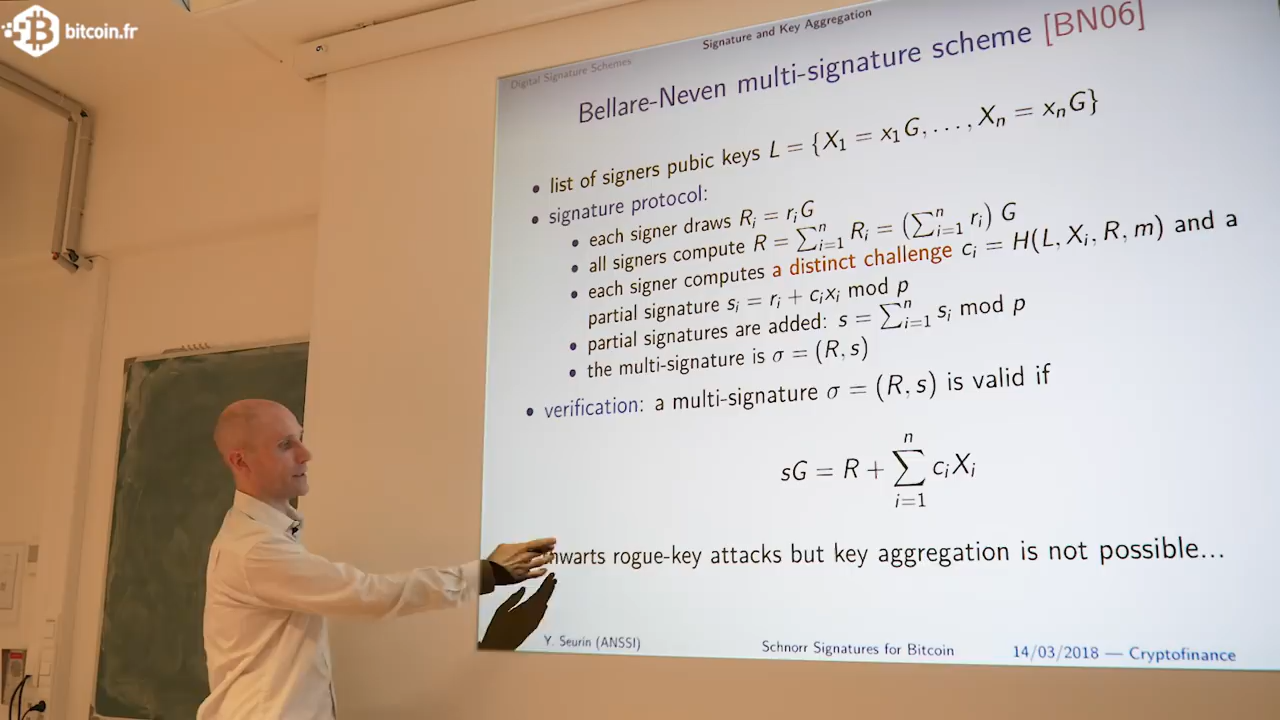 bitcoin.fr
Signature and Key Aggregation
Digital Signature Schemes
Bellare-Neven multi-signature scheme [BN06]
• list of signers pubic keys L = {X₁ = x₁G, . . . , Xₙ = xₙG}
• signature protocol:
• each signer draws Rᵢ = rᵢG
• all signers compute R = ∑ⁿᵢ₌₁ Rᵢ = (∑ⁿᵢ₌₁ rᵢ) G
• each signer computes a distinct challenge cᵢ = H(L, Xᵢ, R, m) and a
partial signature sᵢ = rᵢ + cᵢxᵢ mod p
• partial signatures are added: s = ∑ⁿᵢ₌₁ sᵢ mod p
• the multi-signature is σ = (R, s)
• verification: a multi-signature σ = (R, s) is valid if
sG = R + ∑ⁿᵢ₌₁ cᵢXᵢ
rogue-key attacks but key aggregation is not possible...
Y. Seurin (ANSSI)
Schnorr Signatures for Bitcoin
14/03/2018 — Cryptofinance